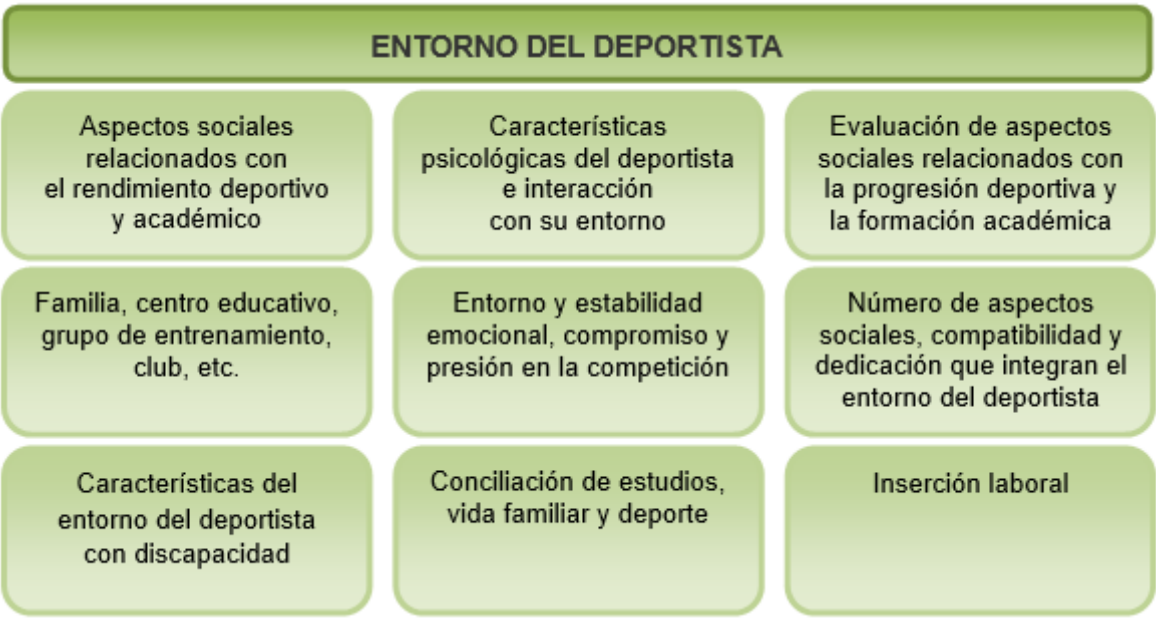 ENTORNO DEL DEPORTISTA
Aspectos sociales
relacionados con
el rendimiento deportivo
y académico
Características
psicológicas del deportista
e interacción
con su entorno
Evaluación de aspectos
sociales relacionados con
la progresión deportiva y
la formación académica
Familia, centro educativo,
grupo de entrenamiento,
club, etc.
Entorno y estabilidad
emocional, compromiso y
presión en la competición
Número de aspectos
sociales, compatibilidad y
dedicación que integran el
entorno del deportista
Características del
entorno del deportista
con discapacidad
Conciliación de estudios,
vida familiar y deporte
Inserción laboral